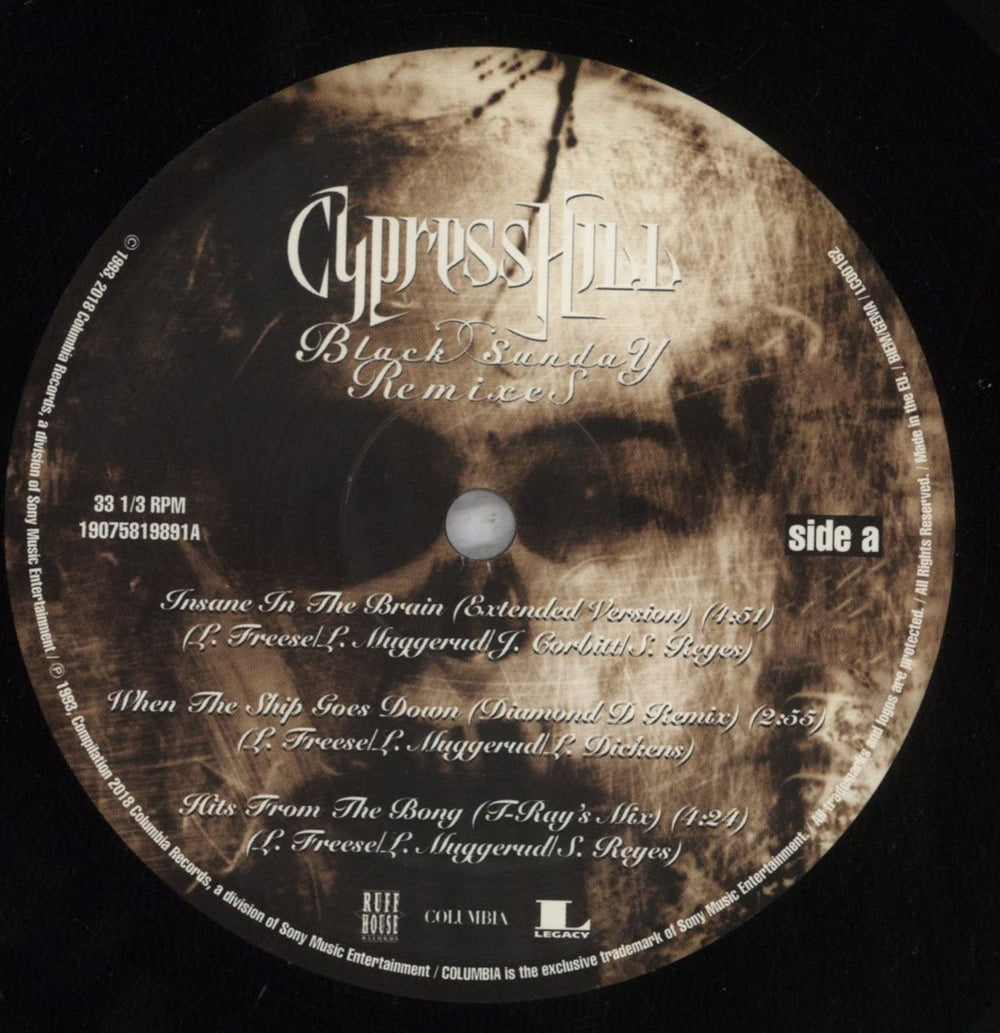 Cypress Hill
Black Sunday
Remixes
33 1/3 RPM
19075819891A
side a
Insane In The Brain (Extended Version) (4:51)
(L. Freese/L. Muggerud/J. Corbitt/S. Reyes)
When The Ship Goes Down (Diamond D Remix) (2:55)
(L. Freese/L. Muggerud/L. Dickens)
Hits From The Bong (T-Ray's Mix) (4:24)
(L. Freese/L. Muggerud/S. Reyes)
RUFF
HOUSE
RECORDS
COLUMBIA
L
LEGACY
© 1993, 2018 Columbia Records, a division of Sony Music Entertainment / ℗ 1993, Compilation 2018 Columbia Records, a division of Sony Music Entertainment / COLUMBIA is the exclusive trademark of Sony Music Entertainment. / All trademarks and logos are protected. / All Rights Reserved. / Made in the EU. / BIEM/GEMA / LC00162